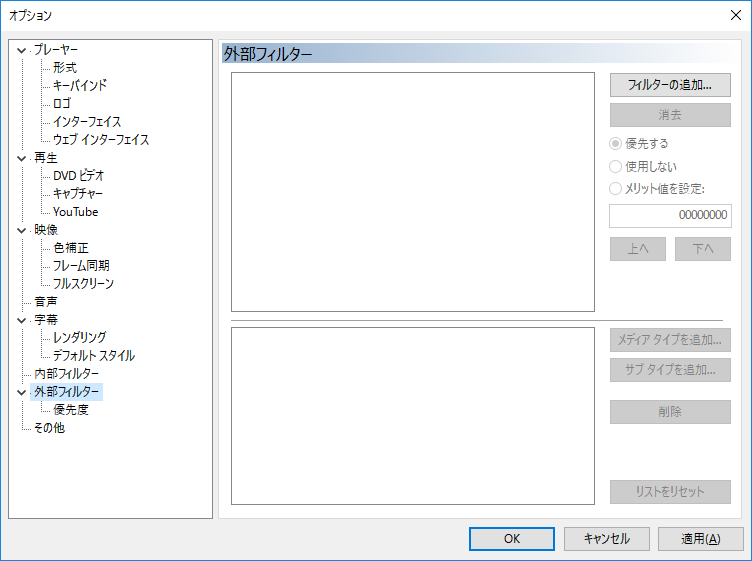 オプション
プレーヤー
形式
キーバインド
ロゴ
インターフェイス
ウェブ インターフェイス
再生
DVD ビデオ
キャプチャー
YouTube
映像
色補正
フレーム同期
フルスクリーン
音声
字幕
レンダリング
デフォルト スタイル
内部フィルター
外部フィルター
優先度
その他
外部フィルター
フィルターの追加...
消去
優先する
使用しない
メリット値を設定:
00000000
上へ 下へ
メディア タイプを追加...
サブ タイプを追加...
削除
リストをリセット
OK キャンセル 適用(A)